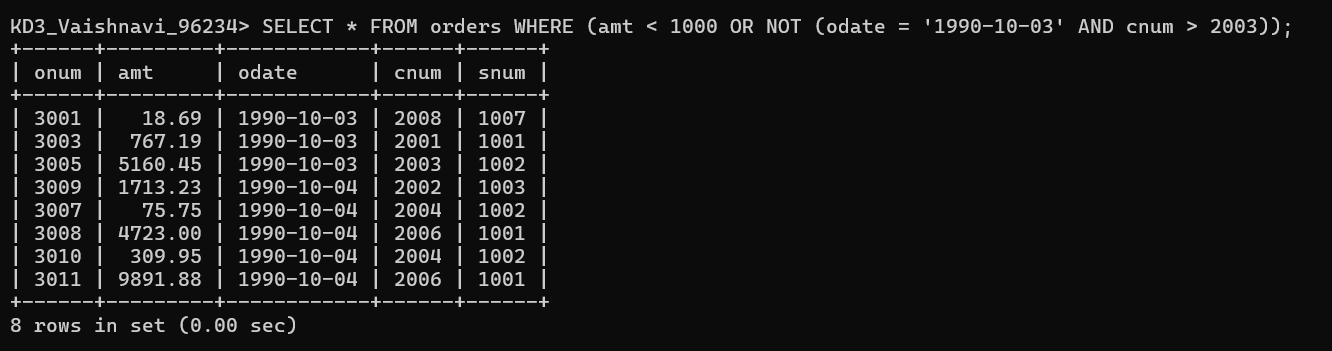 KD3_Vaishnavi_96234> SELECT * FROM orders WHERE (amt < 1000 OR NOT (odate = '1990-10-03' AND cnum > 2003));
+------+---------+------------+------+------+
| onum | amt     | odate      | cnum | snum |
+------+---------+------------+------+------+
| 3001 |   18.69 | 1990-10-03 | 2008 | 1007 |
| 3003 |  767.19 | 1990-10-03 | 2001 | 1001 |
| 3005 | 5160.45 | 1990-10-03 | 2003 | 1002 |
| 3009 | 1713.23 | 1990-10-04 | 2002 | 1003 |
| 3007 |   75.75 | 1990-10-04 | 2004 | 1002 |
| 3008 | 4723.00 | 1990-10-04 | 2006 | 1001 |
| 3010 |  309.95 | 1990-10-04 | 2004 | 1002 |
| 3011 | 9891.88 | 1990-10-04 | 2006 | 1001 |
+------+---------+------------+------+------+
8 rows in set (0.00 sec)